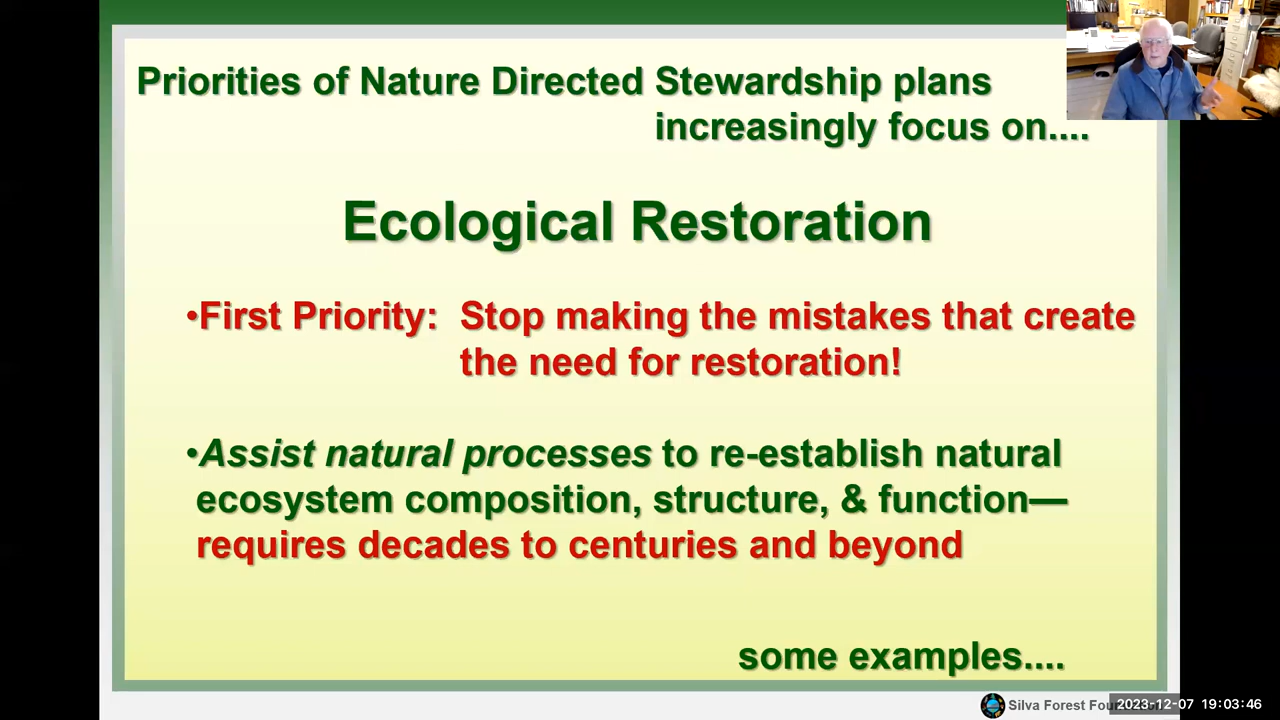 Priorities of Nature Directed Stewardship plans
increasingly focus on....
Ecological Restoration
•First Priority: Stop making the mistakes that create
the need for restoration!
•Assist natural processes to re-establish natural
ecosystem composition, structure, & function—
requires decades to centuries and beyond
some examples....
Silva Forest
2023-12-07 19:03:46